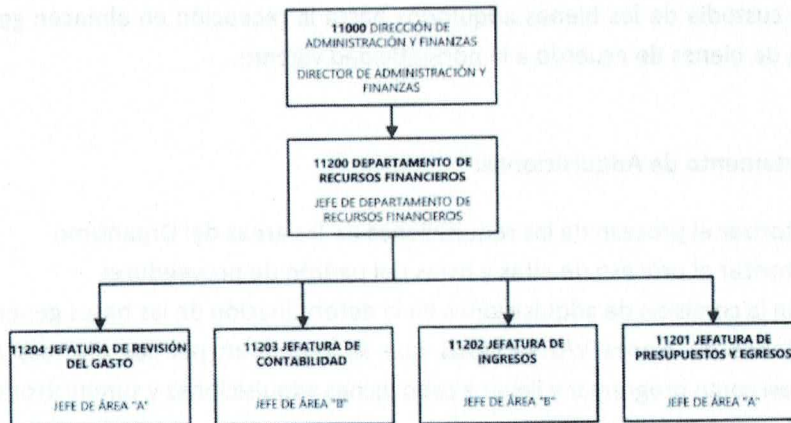 11000 DIRECCIÓN DE
ADMINISTRACIÓN Y FINANZAS
DIRECTOR DE ADMINISTRACIÓN Y
FINANZAS
11200 DEPARTAMENTO DE
RECURSOS FINANCIEROS
JEFE DE DEPARTAMENTO DE
RECURSOS FINANCIEROS
11204 JEFATURA DE REVISIÓN
DEL GASTO
JEFE DE ÁREA "A"
11203 JEFATURA DE
CONTABILIDAD
JEFE DE ÁREA "B"
11202 JEFATURA DE
INGRESOS
JEFE DE ÁREA "B"
11201 JEFATURA DE
PRESUPUESTOS Y EGRESOS
JEFE DE ÁREA "A"